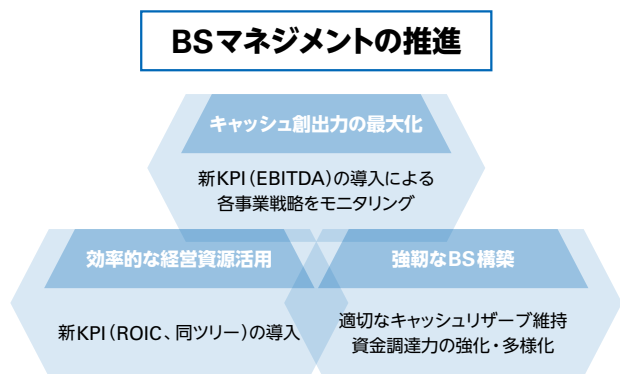 BSマネジメントの推進
キャッシュ創出力の最大化
新KPI（EBITDA）の導入による
各事業戦略をモニタリング
効率的な経営資源活用
新KPI（ROIC、同ツリー）の導入
強靭なBS構築
適切なキャッシュリザーブ維持
資金調達力の強化・多様化